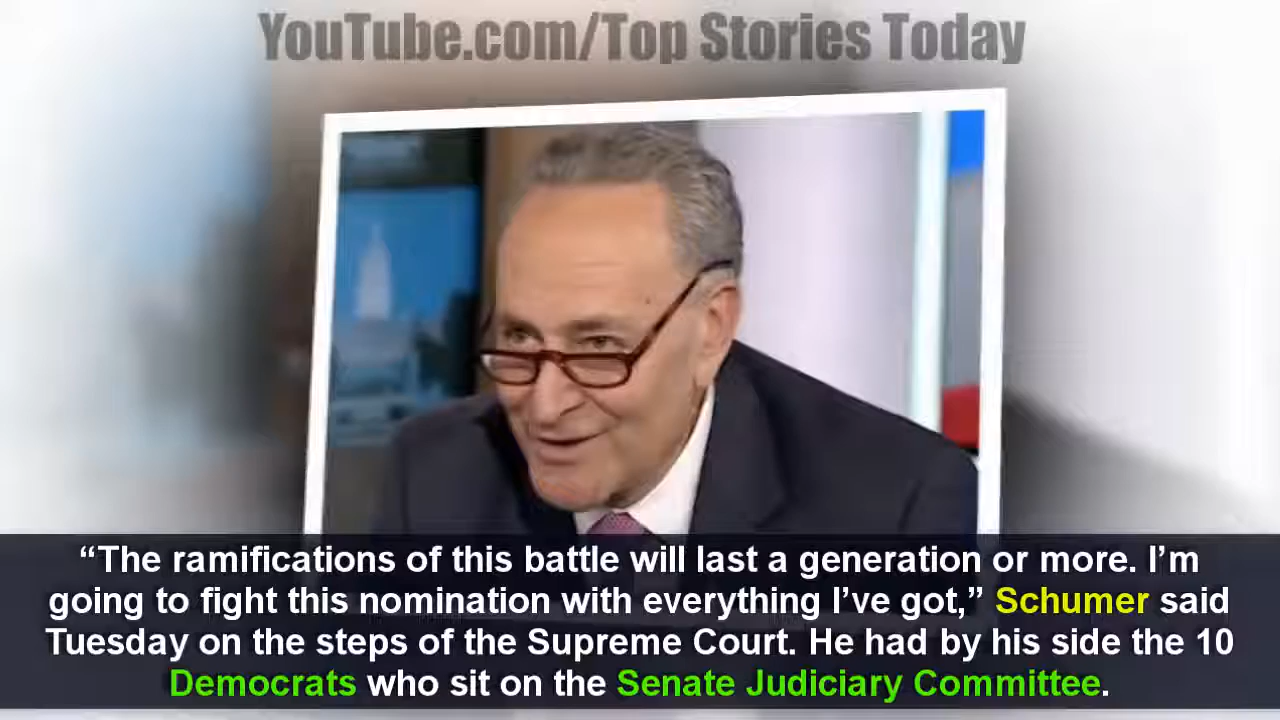 YouTube.com/Top Stories Today
“The ramifications of this battle will last a generation or more. I’m
going to fight this nomination with everything I’ve got,” Schumer said
Tuesday on the steps of the Supreme Court. He had by his side the 10
Democrats who sit on the Senate Judiciary Committee.